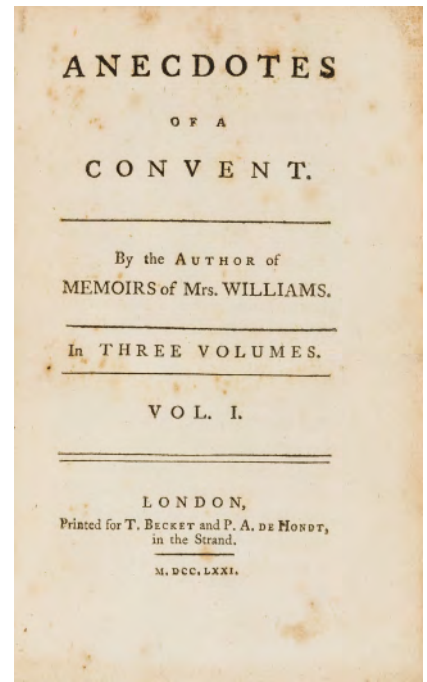 ANECDOTES
OF A
CONVENT.
By the AUTHOR of
MEMOIRS of Mrs. WILLIAMS.
In THREE VOLUMES.
VOL. I.
LONDON,
Printed for T. BECKET and P. A. DE HONDT,
in the Strand.
M.DCC.LXXI.